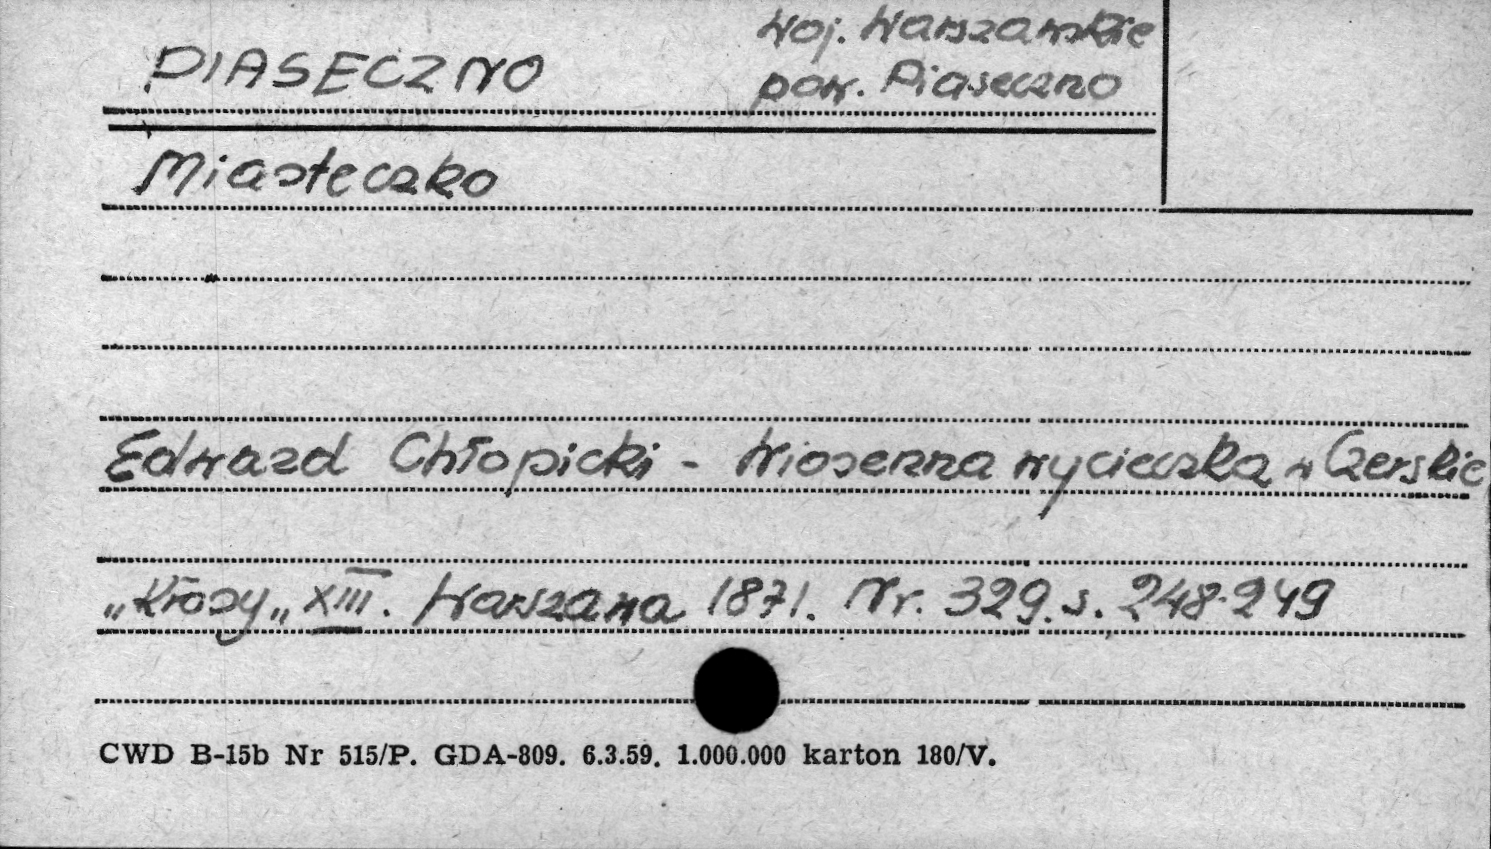 PIASECZNO
woj. Warszawskie
pow. Piaseczno
Miasteczko
Edward Chłopicki - Wiosenna wycieczka w Czerskie
„Kłosy„ XIII. Warszawa 1871. Nr. 329. s. 248-249
CWD B-15b Nr 515/P. GDA-809. 6.3.59. 1.000.000 karton 180/V.